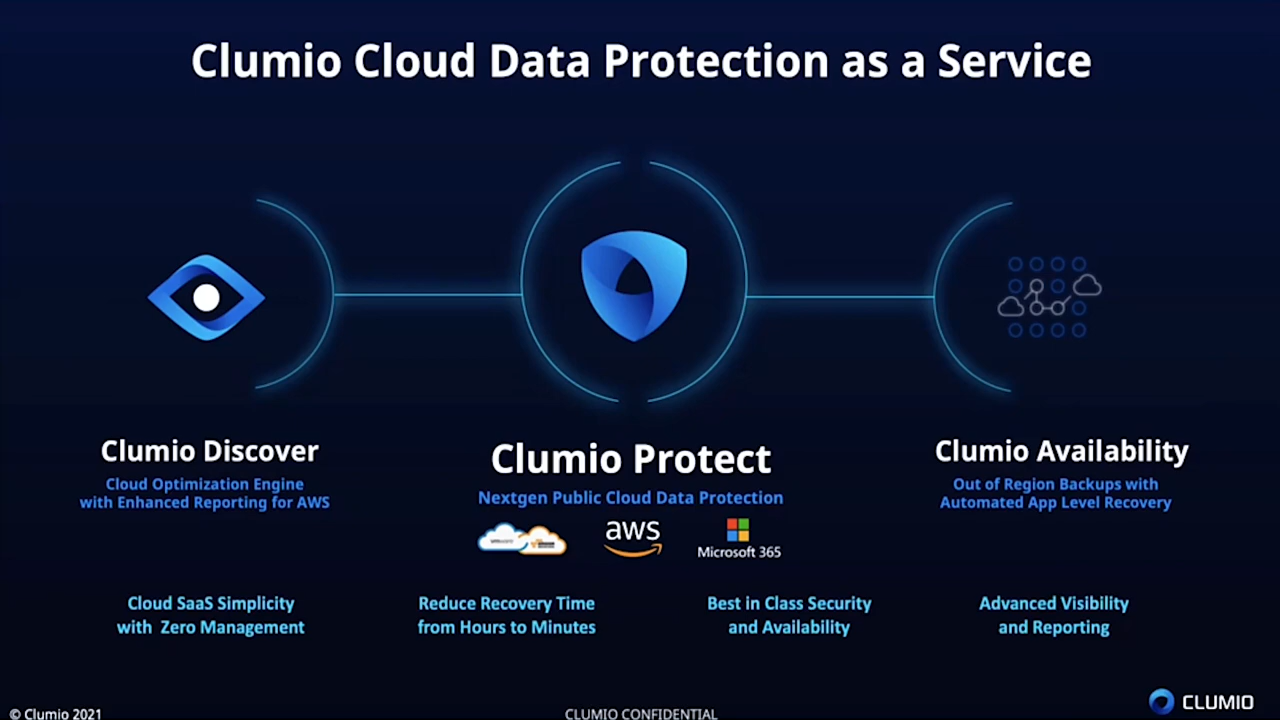 Clumio Cloud Data Protection as a Service
Clumio Discover
Cloud Optimization Engine
with Enhanced Reporting for AWS
Clumio Protect
Nextgen Public Cloud Data Protection
aws
Microsoft 365
Clumio Availability
Out of Region Backups with
Automated App Level Recovery
Cloud SaaS Simplicity
with Zero Management
Reduce Recovery Time
from Hours to Minutes
Best in Class Security
and Availability
Advanced Visibility
and Reporting
© Clumio 2021
CLUMIO CONFIDENTIAL
CLUMIO